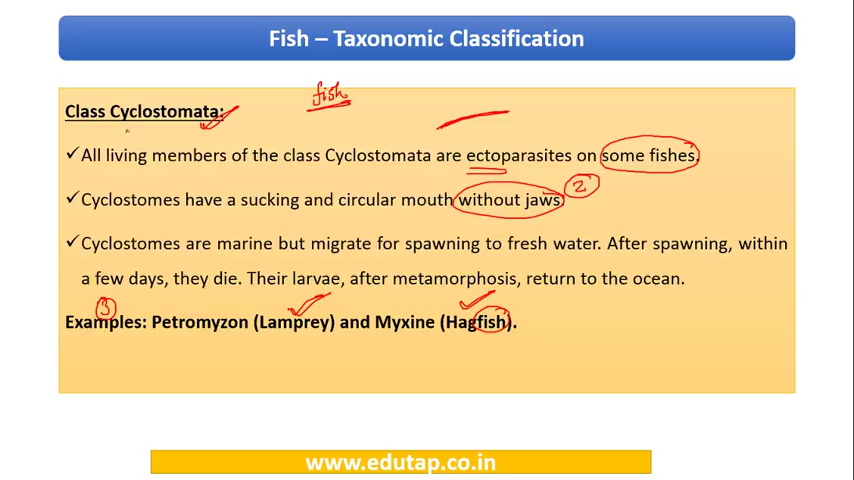 Fish – Taxonomic Classification
fish
Class Cyclostomata:
✓All living members of the class Cyclostomata are ectoparasites on some fishes.
2
✓Cyclostomes have a sucking and circular mouth without jaws.
✓Cyclostomes are marine but migrate for spawning to fresh water. After spawning, within
a few days, they die. Their larvae, after metamorphosis, return to the ocean.
3
Examples: Petromyzon (Lamprey) and Myxine (Hagfish).
www.edutap.co.in